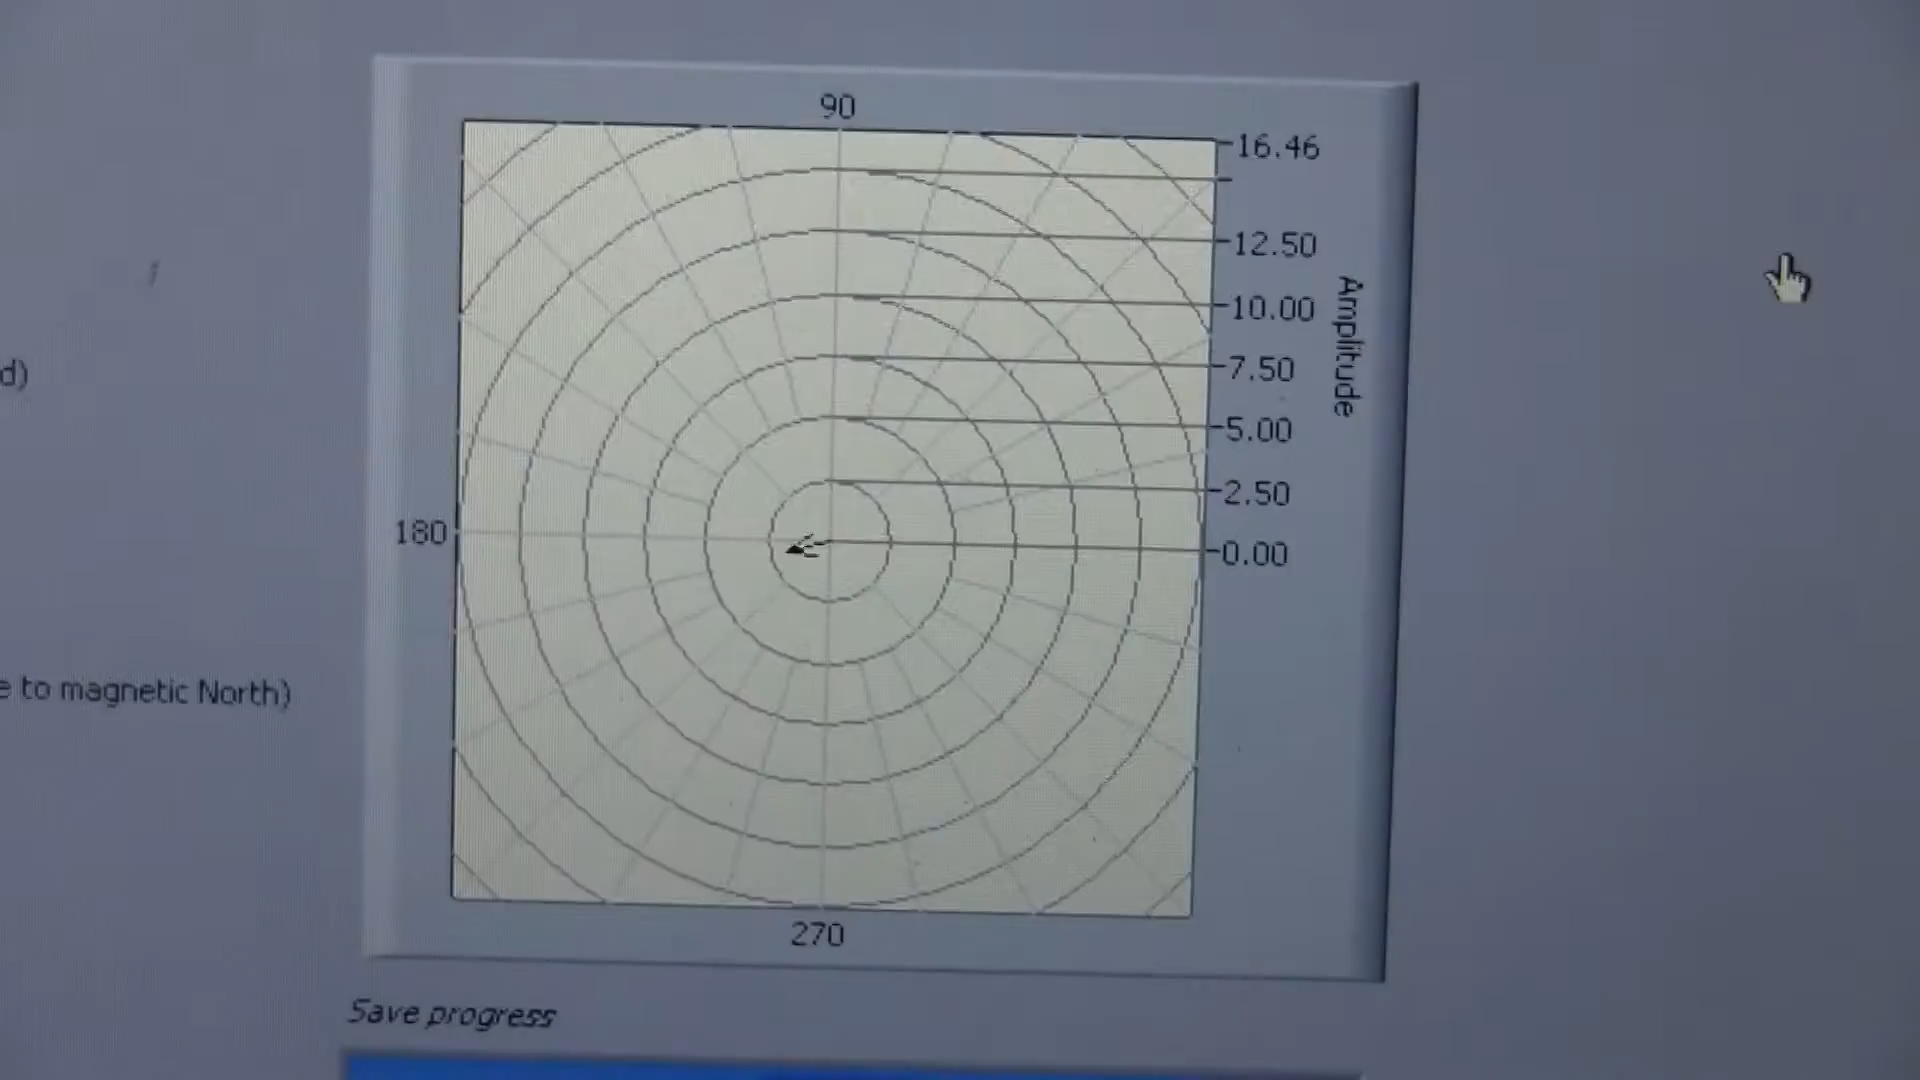 90
16.46
12.50
10.00
7.50
5.00
2.50
0.00
Amplitude
180
270
d)
e to magnetic North)
Save progress